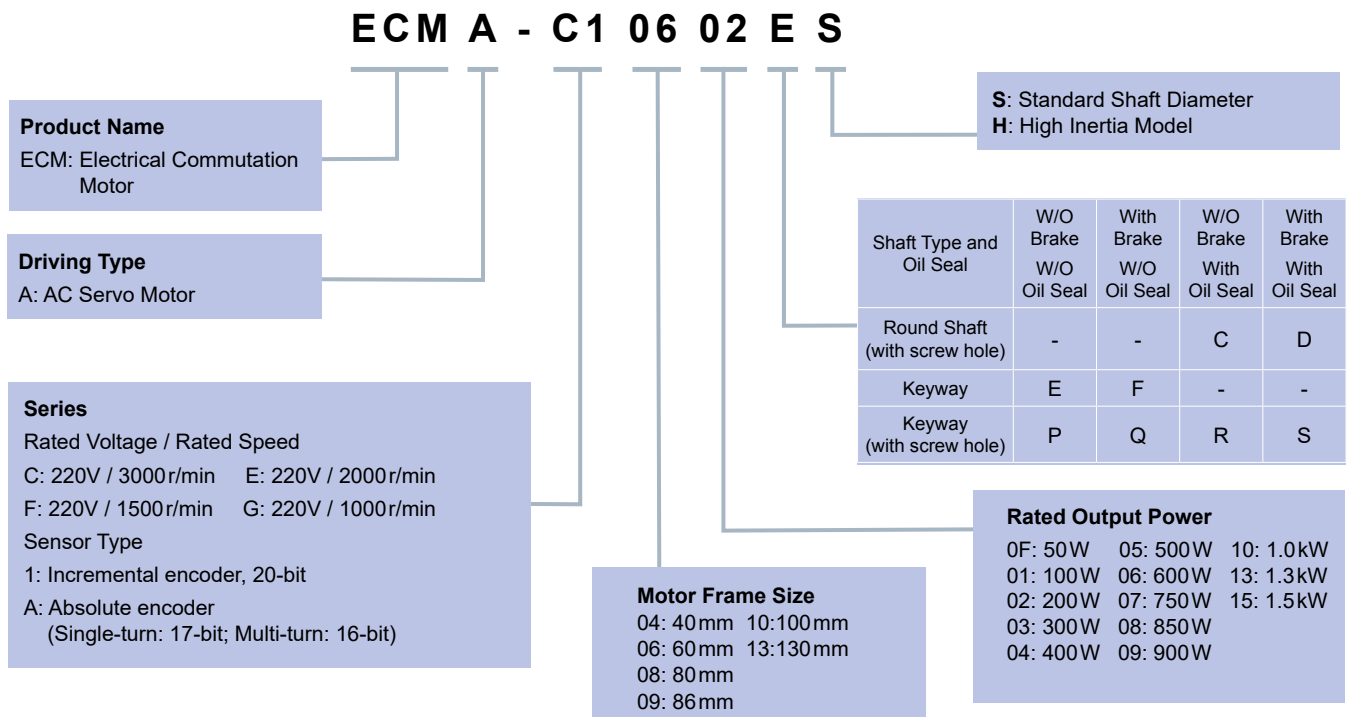 ECM A - C1 06 02 E S
Product Name
ECM: Electrical Commutation
Motor
Driving Type
A: AC Servo Motor
Series
Rated Voltage / Rated Speed
C: 220V / 3000r/min E: 220V / 2000r/min
F: 220V / 1500r/min G: 220V / 1000r/min
Sensor Type
1: Incremental encoder, 20-bit
A: Absolute encoder
(Single-turn: 17-bit; Multi-turn: 16-bit)
Motor Frame Size
04: 40mm 10:100mm
06: 60mm 13:130mm
08: 80mm
09: 86mm
Rated Output Power
0F: 50W 05: 500W 10: 1.0kW
01: 100W 06: 600W 13: 1.3kW
02: 200W 07: 750W 15: 1.5kW
03: 300W 08: 850W
04: 400W 09: 900W
Shaft Type and Oil Seal W/O Brake With Brake W/O Brake With Brake
W/O Oil Seal W/O Oil Seal With Oil Seal With Oil Seal
Round Shaft (with screw hole) - - C D
Keyway E F - -
Keyway (with screw hole) P Q R S
S: Standard Shaft Diameter
H: High Inertia Model